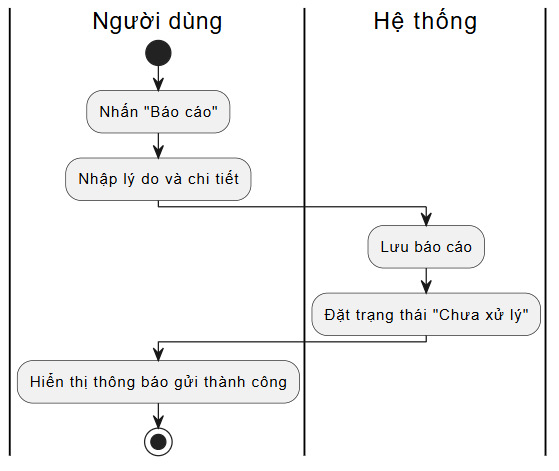 Người dùng
Hệ thống
Nhấn "Báo cáo"
Nhập lý do và chi tiết
Lưu báo cáo
Đặt trạng thái "Chưa xử lý"
Hiển thị thông báo gửi thành công